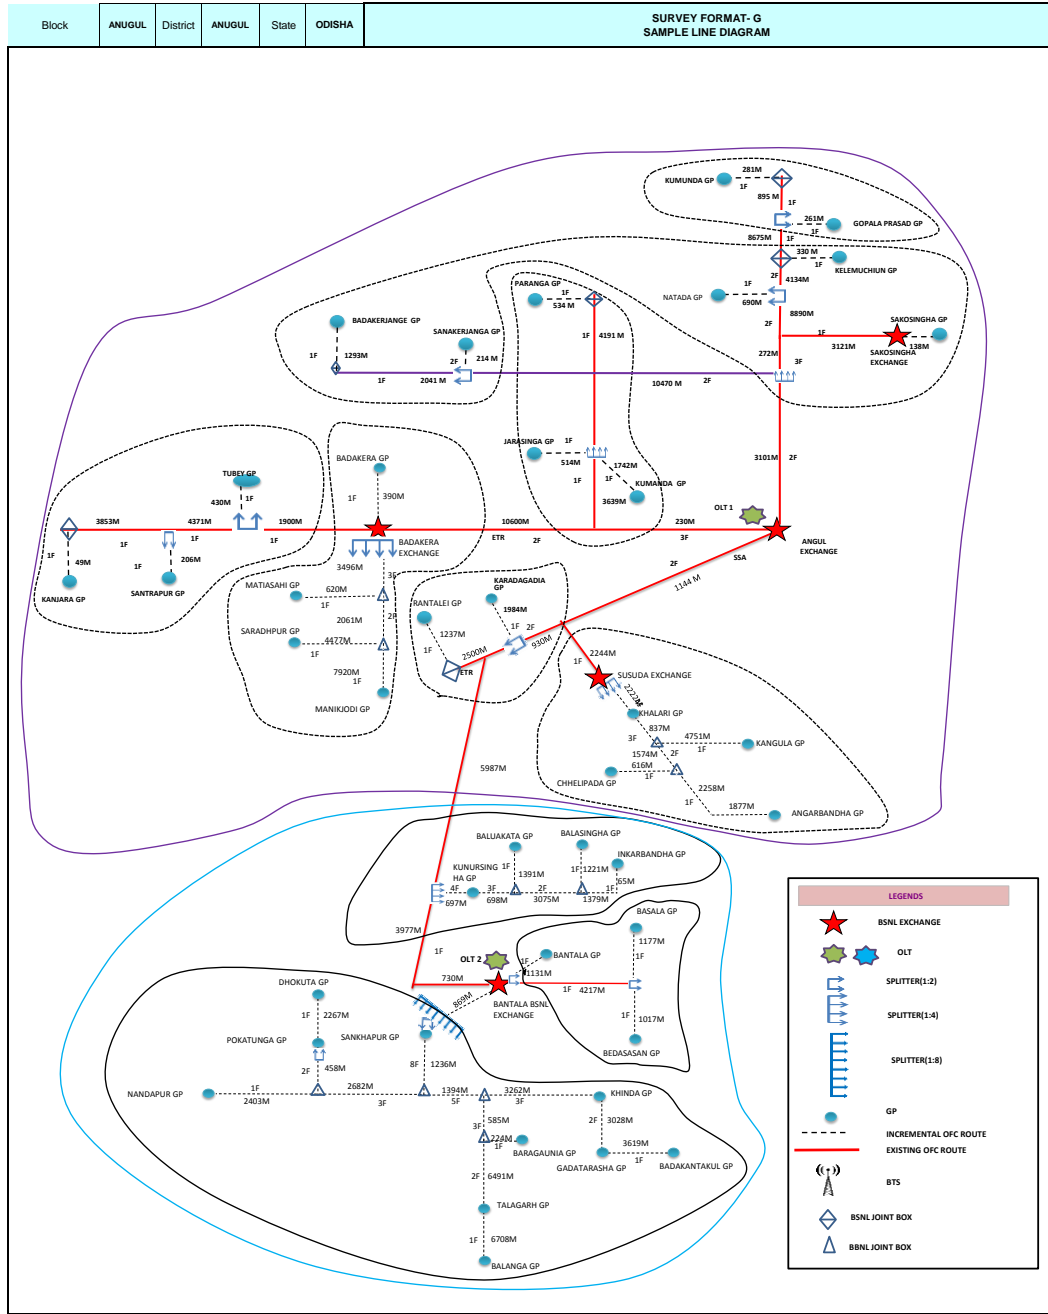 Block ANUGUL District ANUGUL State ODISHA
SURVEY FORMAT- G
SAMPLE LINE DIAGRAM
281M
KUMUNDA GP
1F
895 M
1F
261M
GOPALA PRASAD GP
1F
8675M 1F
330 M
KELEMUCHIUN GP
1F
2F
4134M
1F
NATADA GP
690M
8890M
2F
1F
SAKOSINGHA GP
3121M
138M
SAKOSINGHA
EXCHANGE
272M
3F
PARANGA GP
1F
534 M
1F 4191 M
BADAKERJANGE GP
SANAKERJANGA GP
1F
1293M
2F 214 M
1F 2041 M
10470 M 2F
JARASINGA GP
1F
514M
1742M
1F
KUMANDA GP
3639M
3101M 2F
BADAKERA GP
1F 390M
TUBEY GP
430M 1F
3853M 4371M 1900M
1F 1F 1F
10600M
ETR 2F
230M
3F
OLT 1
ANGUL
EXCHANGE
BADAKERA
EXCHANGE
1F
49M
KANJARA GP
206M
1F
SANTRAPUR GP
3496M
3F
MATIASAHI GP
620M
1F
2061M
2F
SARADHPUR GP
4477M
1F
7920M
1F
MANIKJODI GP
2F
SSA
1144 M
KARADAGADIA
GP
RANTALEI GP
1984M
1F 2F
1237M
1F
930M
2500M
ETR
2244M
1F
SUSUDA EXCHANGE
2222M
KHALARI GP
3F
837M
4751M
1F
KANGULA GP
1574M
2F
616M
1F
CHHELIPADA GP
2258M
1F
1877M
ANGARBANDHA GP
5987M
BALUAKATA GP
BALASINGHA GP
INKARBANDHA GP
KUNURSING
HA GP
1F
1391M
1F 1221M
65M
4F 3F 2F 1F
697M 698M 3075M 1379M
3977M
1F
BASALA GP
1177M
1F
OLT 2
BANTALA GP
1F
1131M
730M
BANTALA BSNL
EXCHANGE
1F 4217M
1F
1017M
BEDASASAN GP
869M
DHOKUTA GP
1F 2267M
POKATUNGA GP
SANKHAPUR GP
2F 458M
8F 1236M
NANDAPUR GP
1F
2403M
2682M
3F
1394M
5F
3262M
3F
KHINDA GP
585M
3F
224M
1F
BARAGAUNIA GP
2F 3028M
3619M
1F
GADATARASHA GP
BADAKANTAKUL GP
2F 6491M
TALAGARH GP
1F 6708M
BALANGA GP
LEGENDS
BSNL EXCHANGE
OLT
SPLITTER(1:2)
SPLITTER(1:4)
SPLITTER(1:8)
GP
INCREMENTAL OFC ROUTE
EXISTING OFC ROUTE
BTS
BSNL JOINT BOX
BBNL JOINT BOX